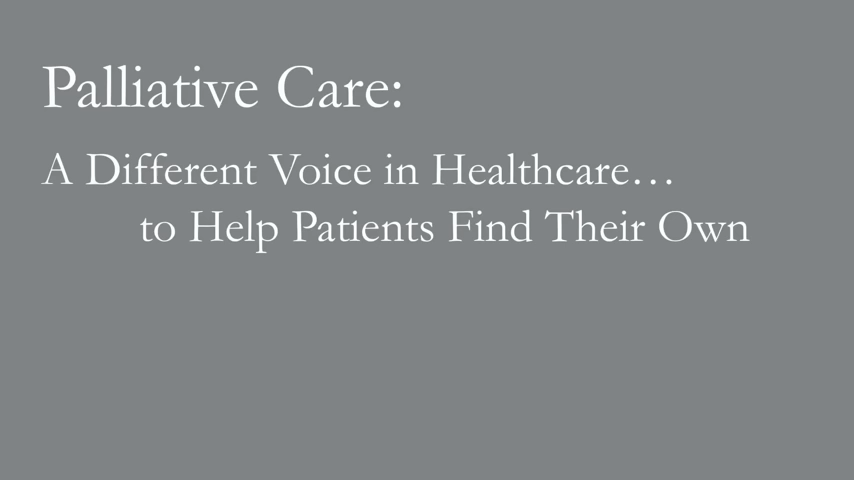 Palliative Care:
A Different Voice in Healthcare…
to Help Patients Find Their Own